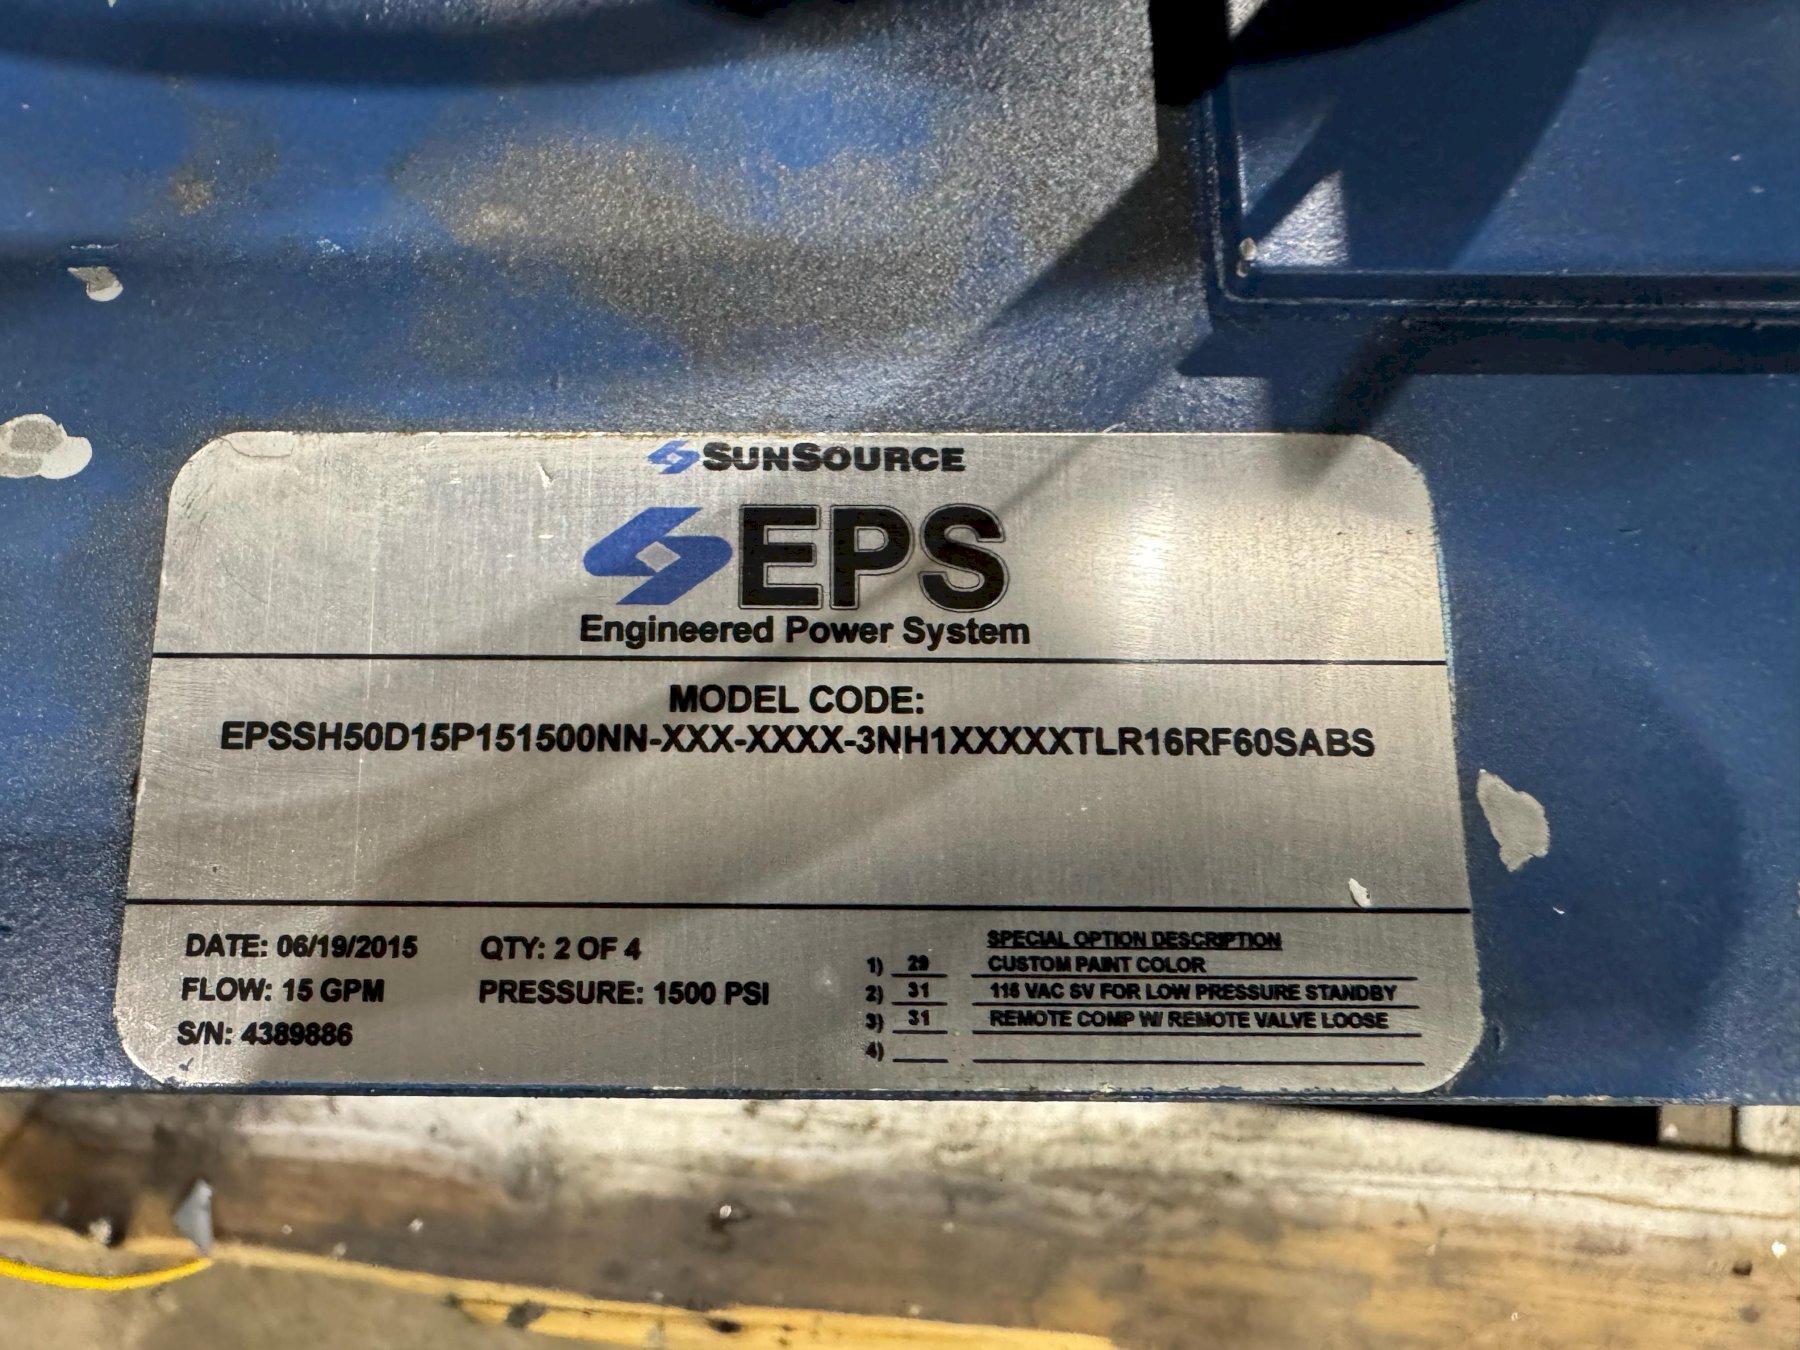 SUNSOURCE
EPS
Engineered Power System
MODEL CODE:
EPSSH50D15P151500NN-XXX-XXXX-3NH1XXXXXTLR16RF60SABS
DATE: 06/19/2015 QTY: 2 OF 4
FLOW: 15 GPM PRESSURE: 1500 PSI
S/N: 4389886
SPECIAL OPTION DESCRIPTION
1) 29 CUSTOM PAINT COLOR
2) 31 115 VAC SV FOR LOW PRESSURE STANDBY
3) 31 REMOTE COMP W/ REMOTE VALVE LOOSE
4)